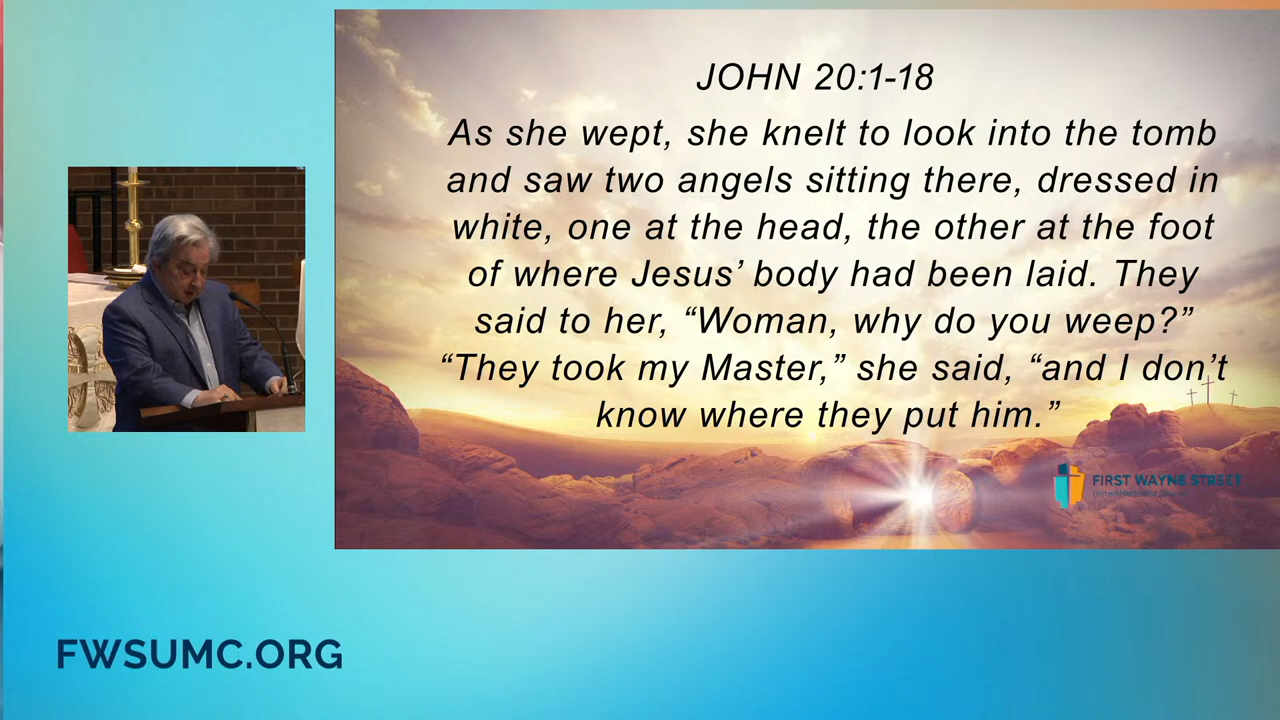 JOHN 20:1-18
As she wept, she knelt to look into the tomb
and saw two angels sitting there, dressed in
white, one at the head, the other at the foot
of where Jesus’ body had been laid. They
said to her, “Woman, why do you weep?”
“They took my Master,” she said, “and I don’t
know where they put him.”
FIRST WAYNE STREET
United Methodist Church
FWSUMC.ORG